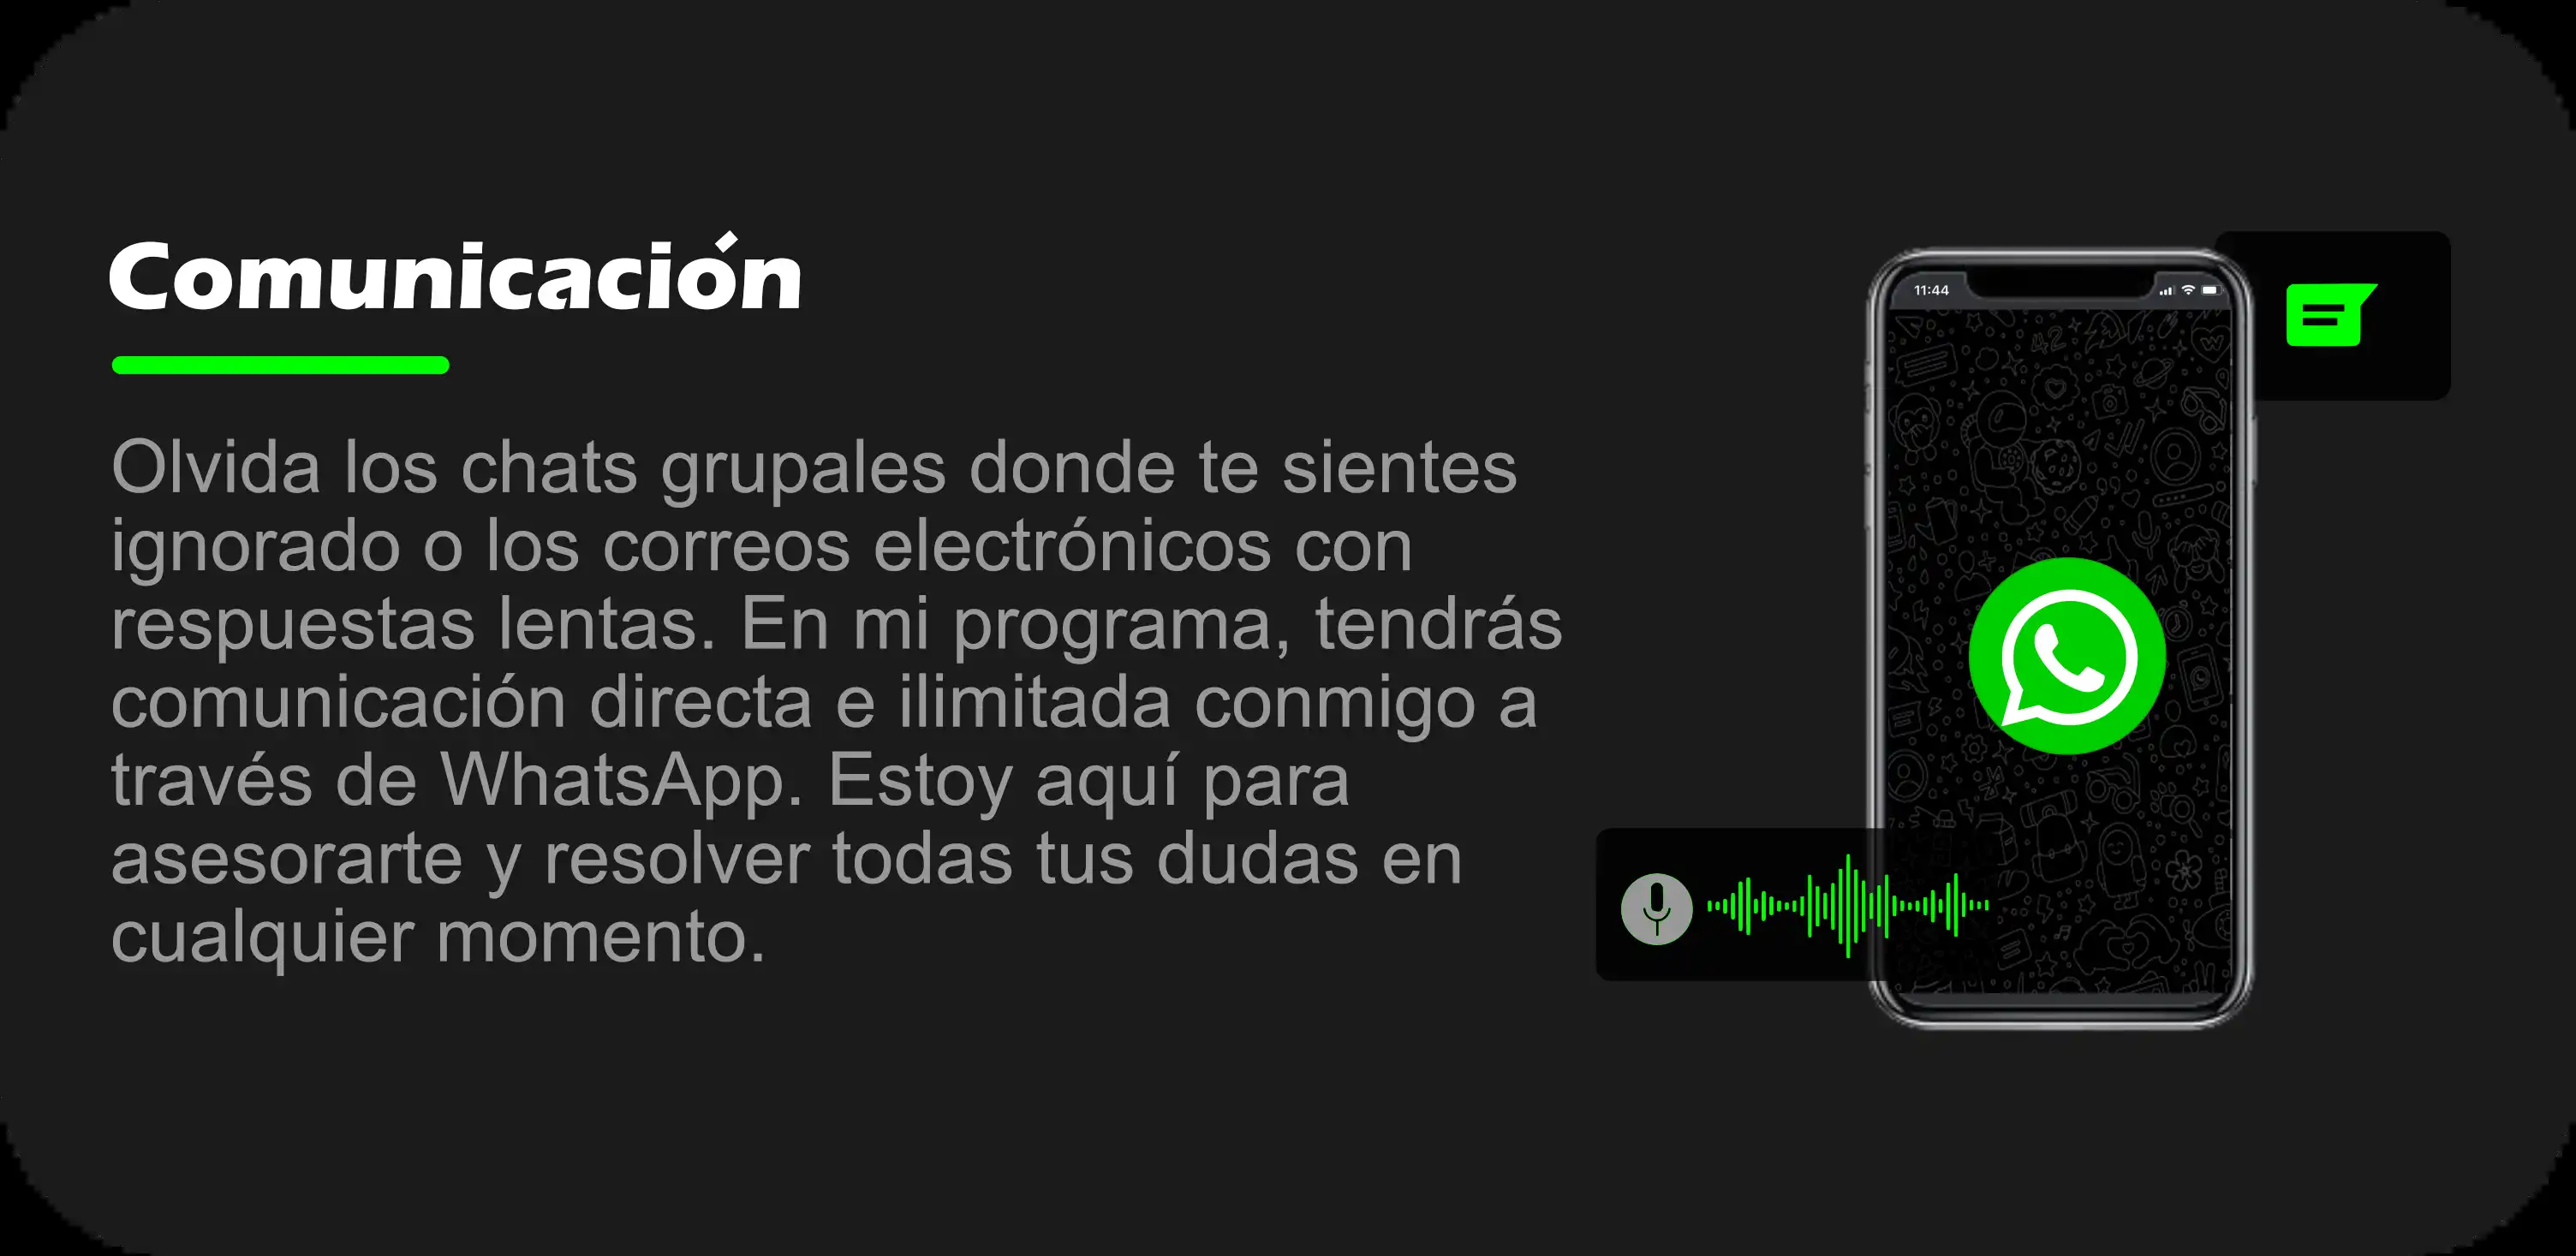 Comunicación
Olvida los chats grupales donde te sientes
ignorado o los correos electrónicos con
respuestas lentas. En mi programa, tendrás
comunicación directa e ilimitada conmigo a
través de WhatsApp. Estoy aquí para
asesorarte y resolver todas tus dudas en
cualquier momento.
11:44
42